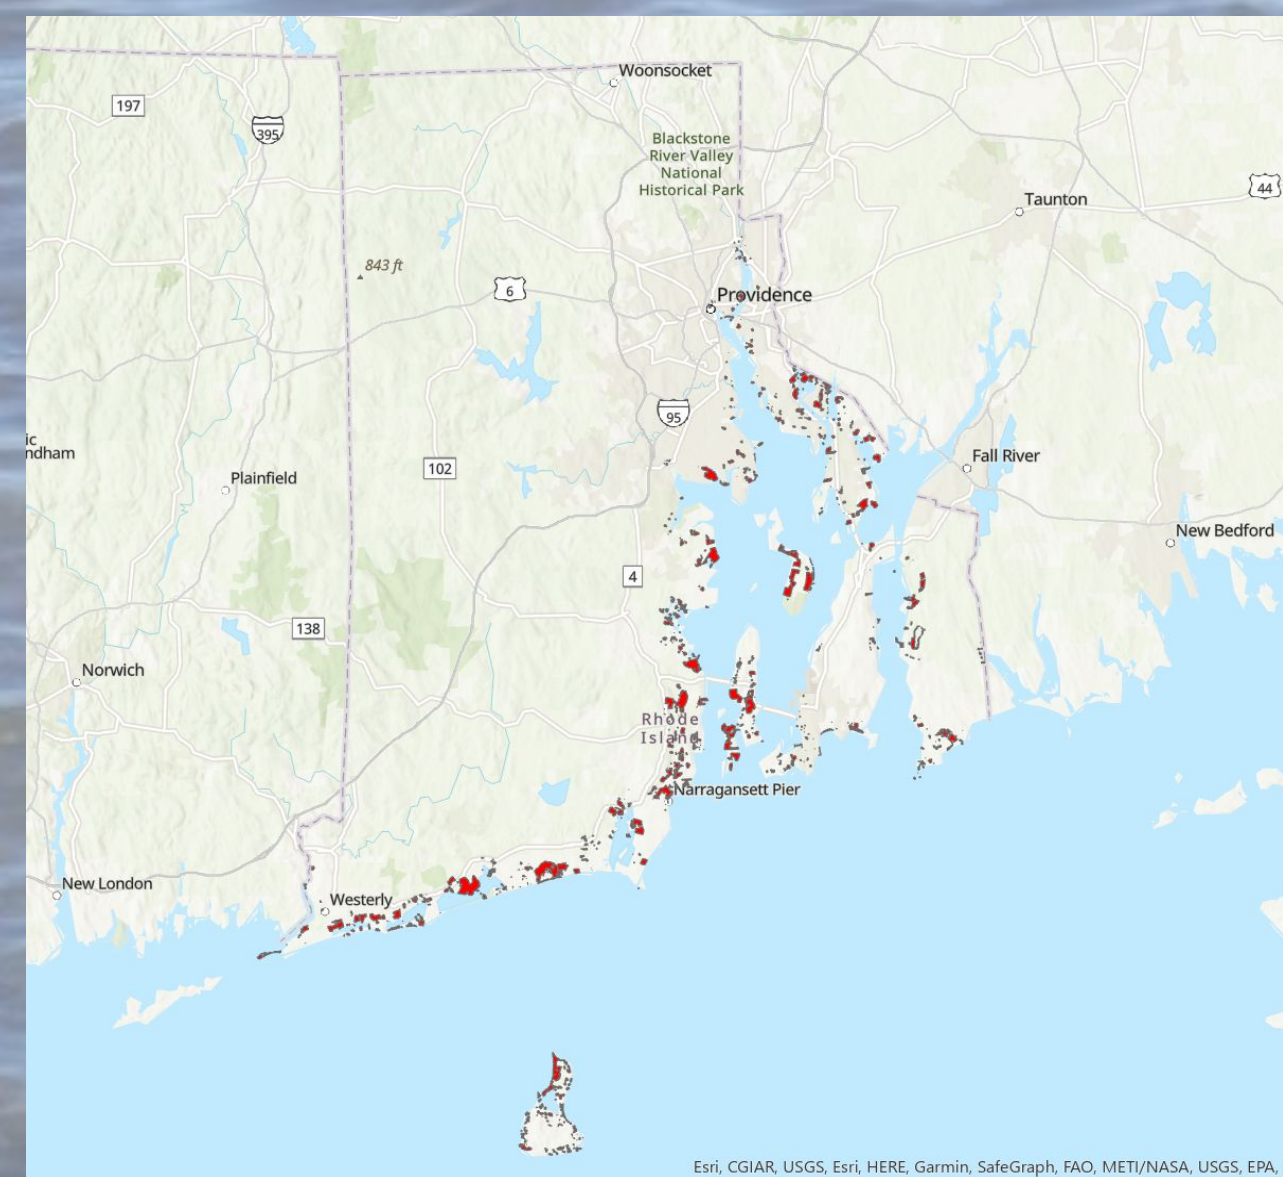 Woonsocket
197
395
Blackstone
River Valley
National
Historical Park
44
Taunton
843 ft
6
Providence
95
ic
ndham
102
Fall River
Plainfield
New Bedford
4
138
Norwich
Rhode
Island
Narragansett Pier
New London
Westerly
Esri, CGIAR, USGS, Esri, HERE, Garmin, SafeGraph, FAO, METI/NASA, USGS, EPA,